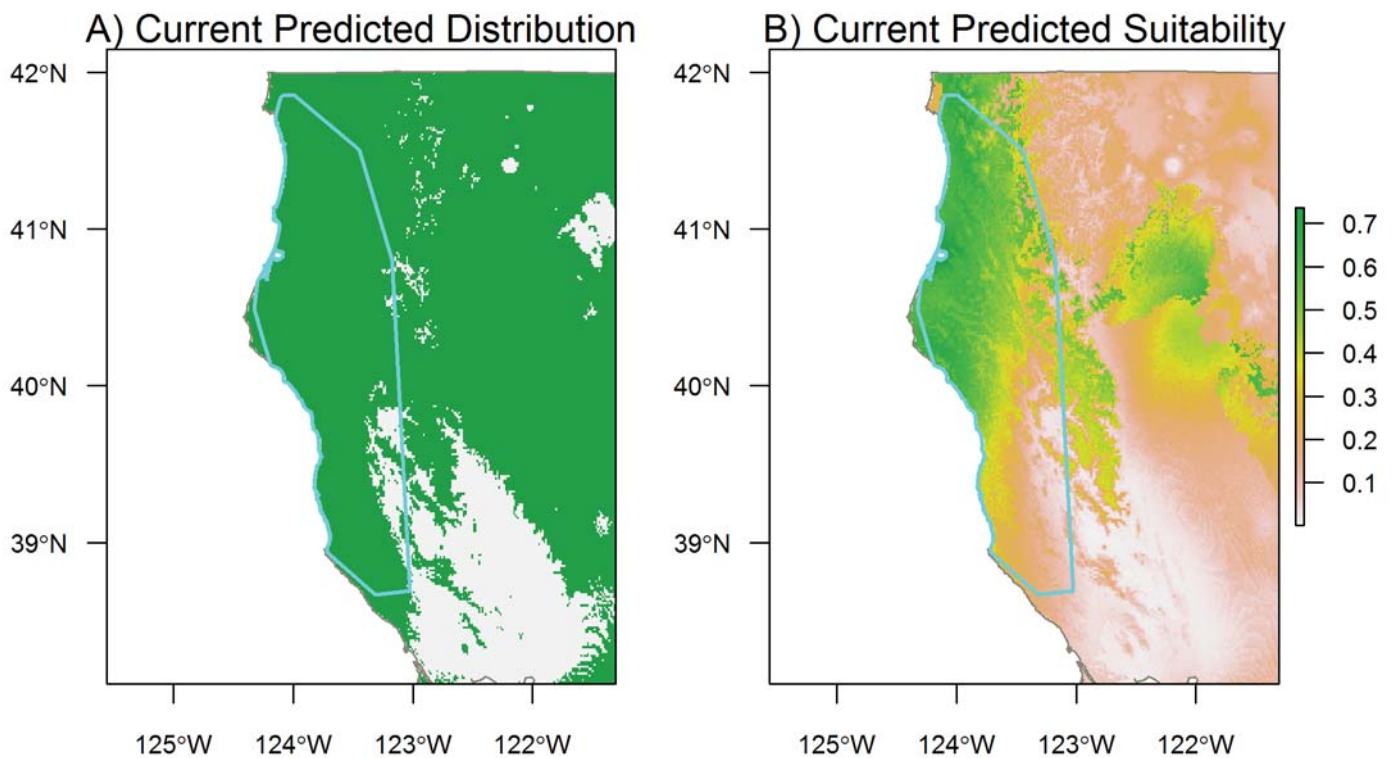 A) Current Predicted Distribution
42°N
41°N
40°N
39°N
125°W 124°W 123°W 122°W
B) Current Predicted Suitability
42°N
41°N
40°N
39°N
125°W 124°W 123°W 122°W
0.7
0.6
0.5
0.4
0.3
0.2
0.1